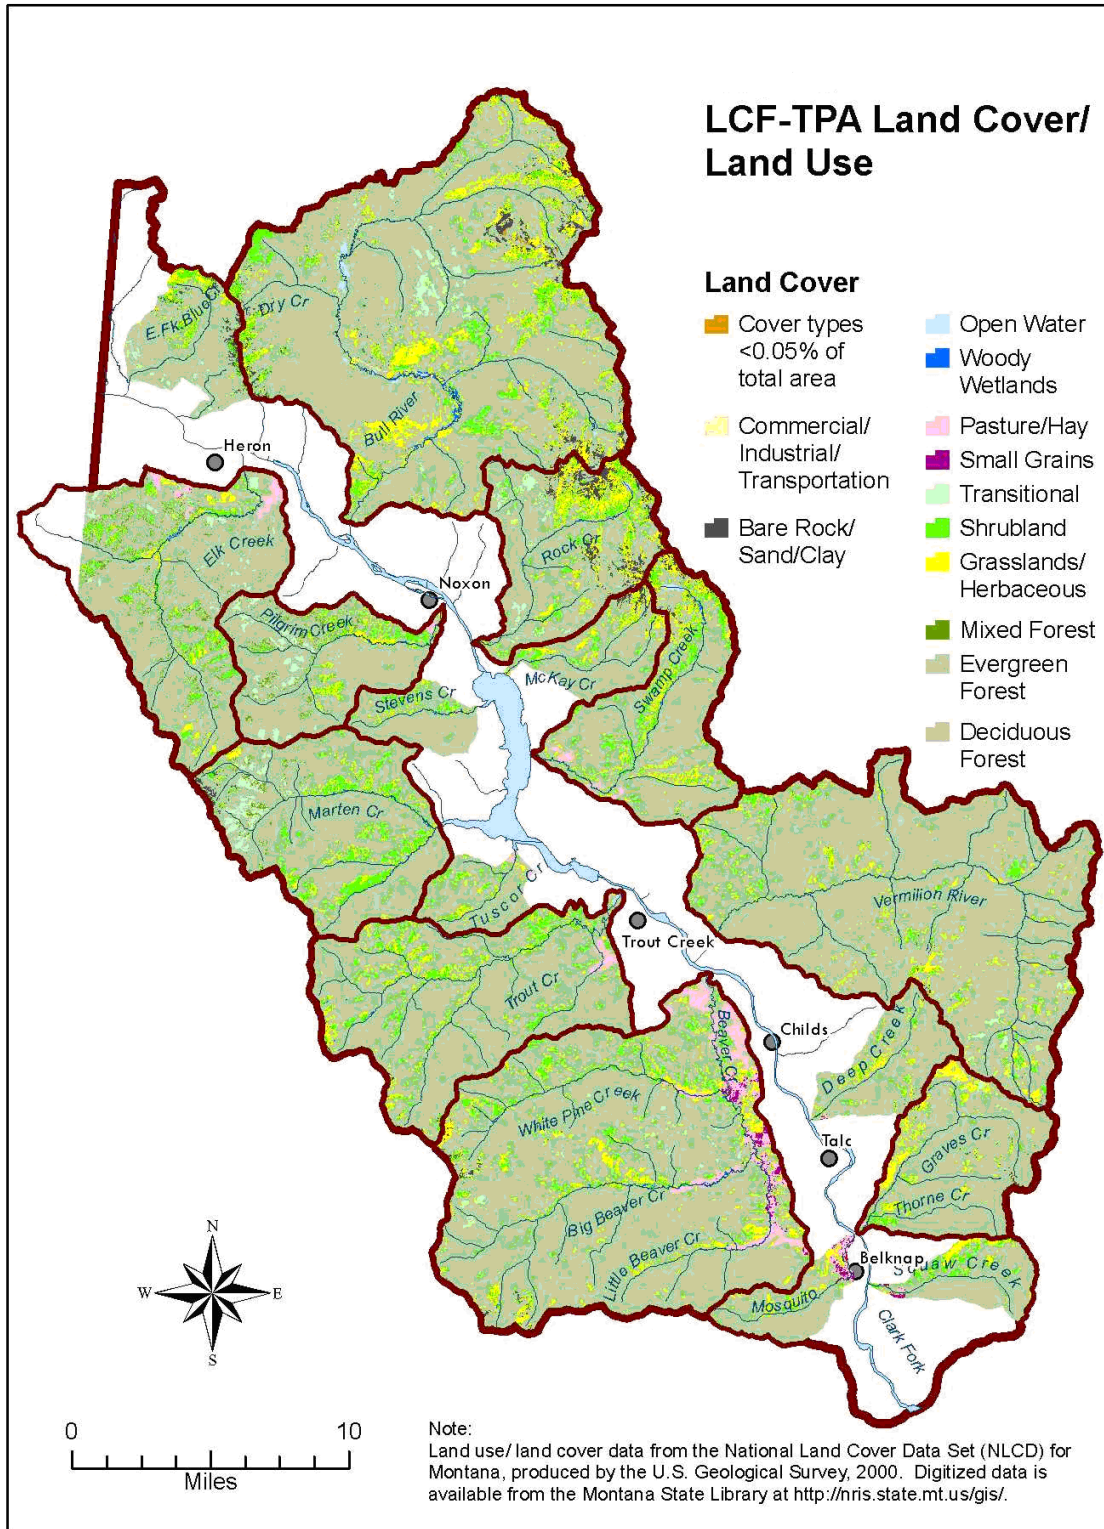 LCF-TPA Land Cover/
Land Use
Land Cover
Cover types
<0.05% of
total area
Commercial/
Industrial/
Transportation
Bare Rock/
Sand/Clay
Open Water
Woody
Wetlands
Pasture/Hay
Small Grains
Transitional
Shrubland
Grasslands/
Herbaceous
Mixed Forest
Evergreen
Forest
Deciduous
Forest
E.Fk.Blue Cr
Dry Cr
Bull River
Heron
Elk Creek
Rock Cr
Noxon
Pilgrim Creek
Stevens Cr
McKay Cr
Swamp Creek
Marten Cr
Tuscor Cr
Vermilion River
Trout Creek
Trout Cr
Beaver Cr
Childs
Deep Creek
White Pine Creek
Talc
Graves Cr
Thorne Cr
Big Beaver Cr
Little Beaver Cr
Belknap
Squaw Creek
Mosquito
Clark Fork
N
W
E
S
0
10
Miles
Note:
Land use/ land cover data from the National Land Cover Data Set (NLCD) for
Montana, produced by the U.S. Geological Survey, 2000.  Digitized data is
available from the Montana State Library at http://nris.state.mt.us/gis/.